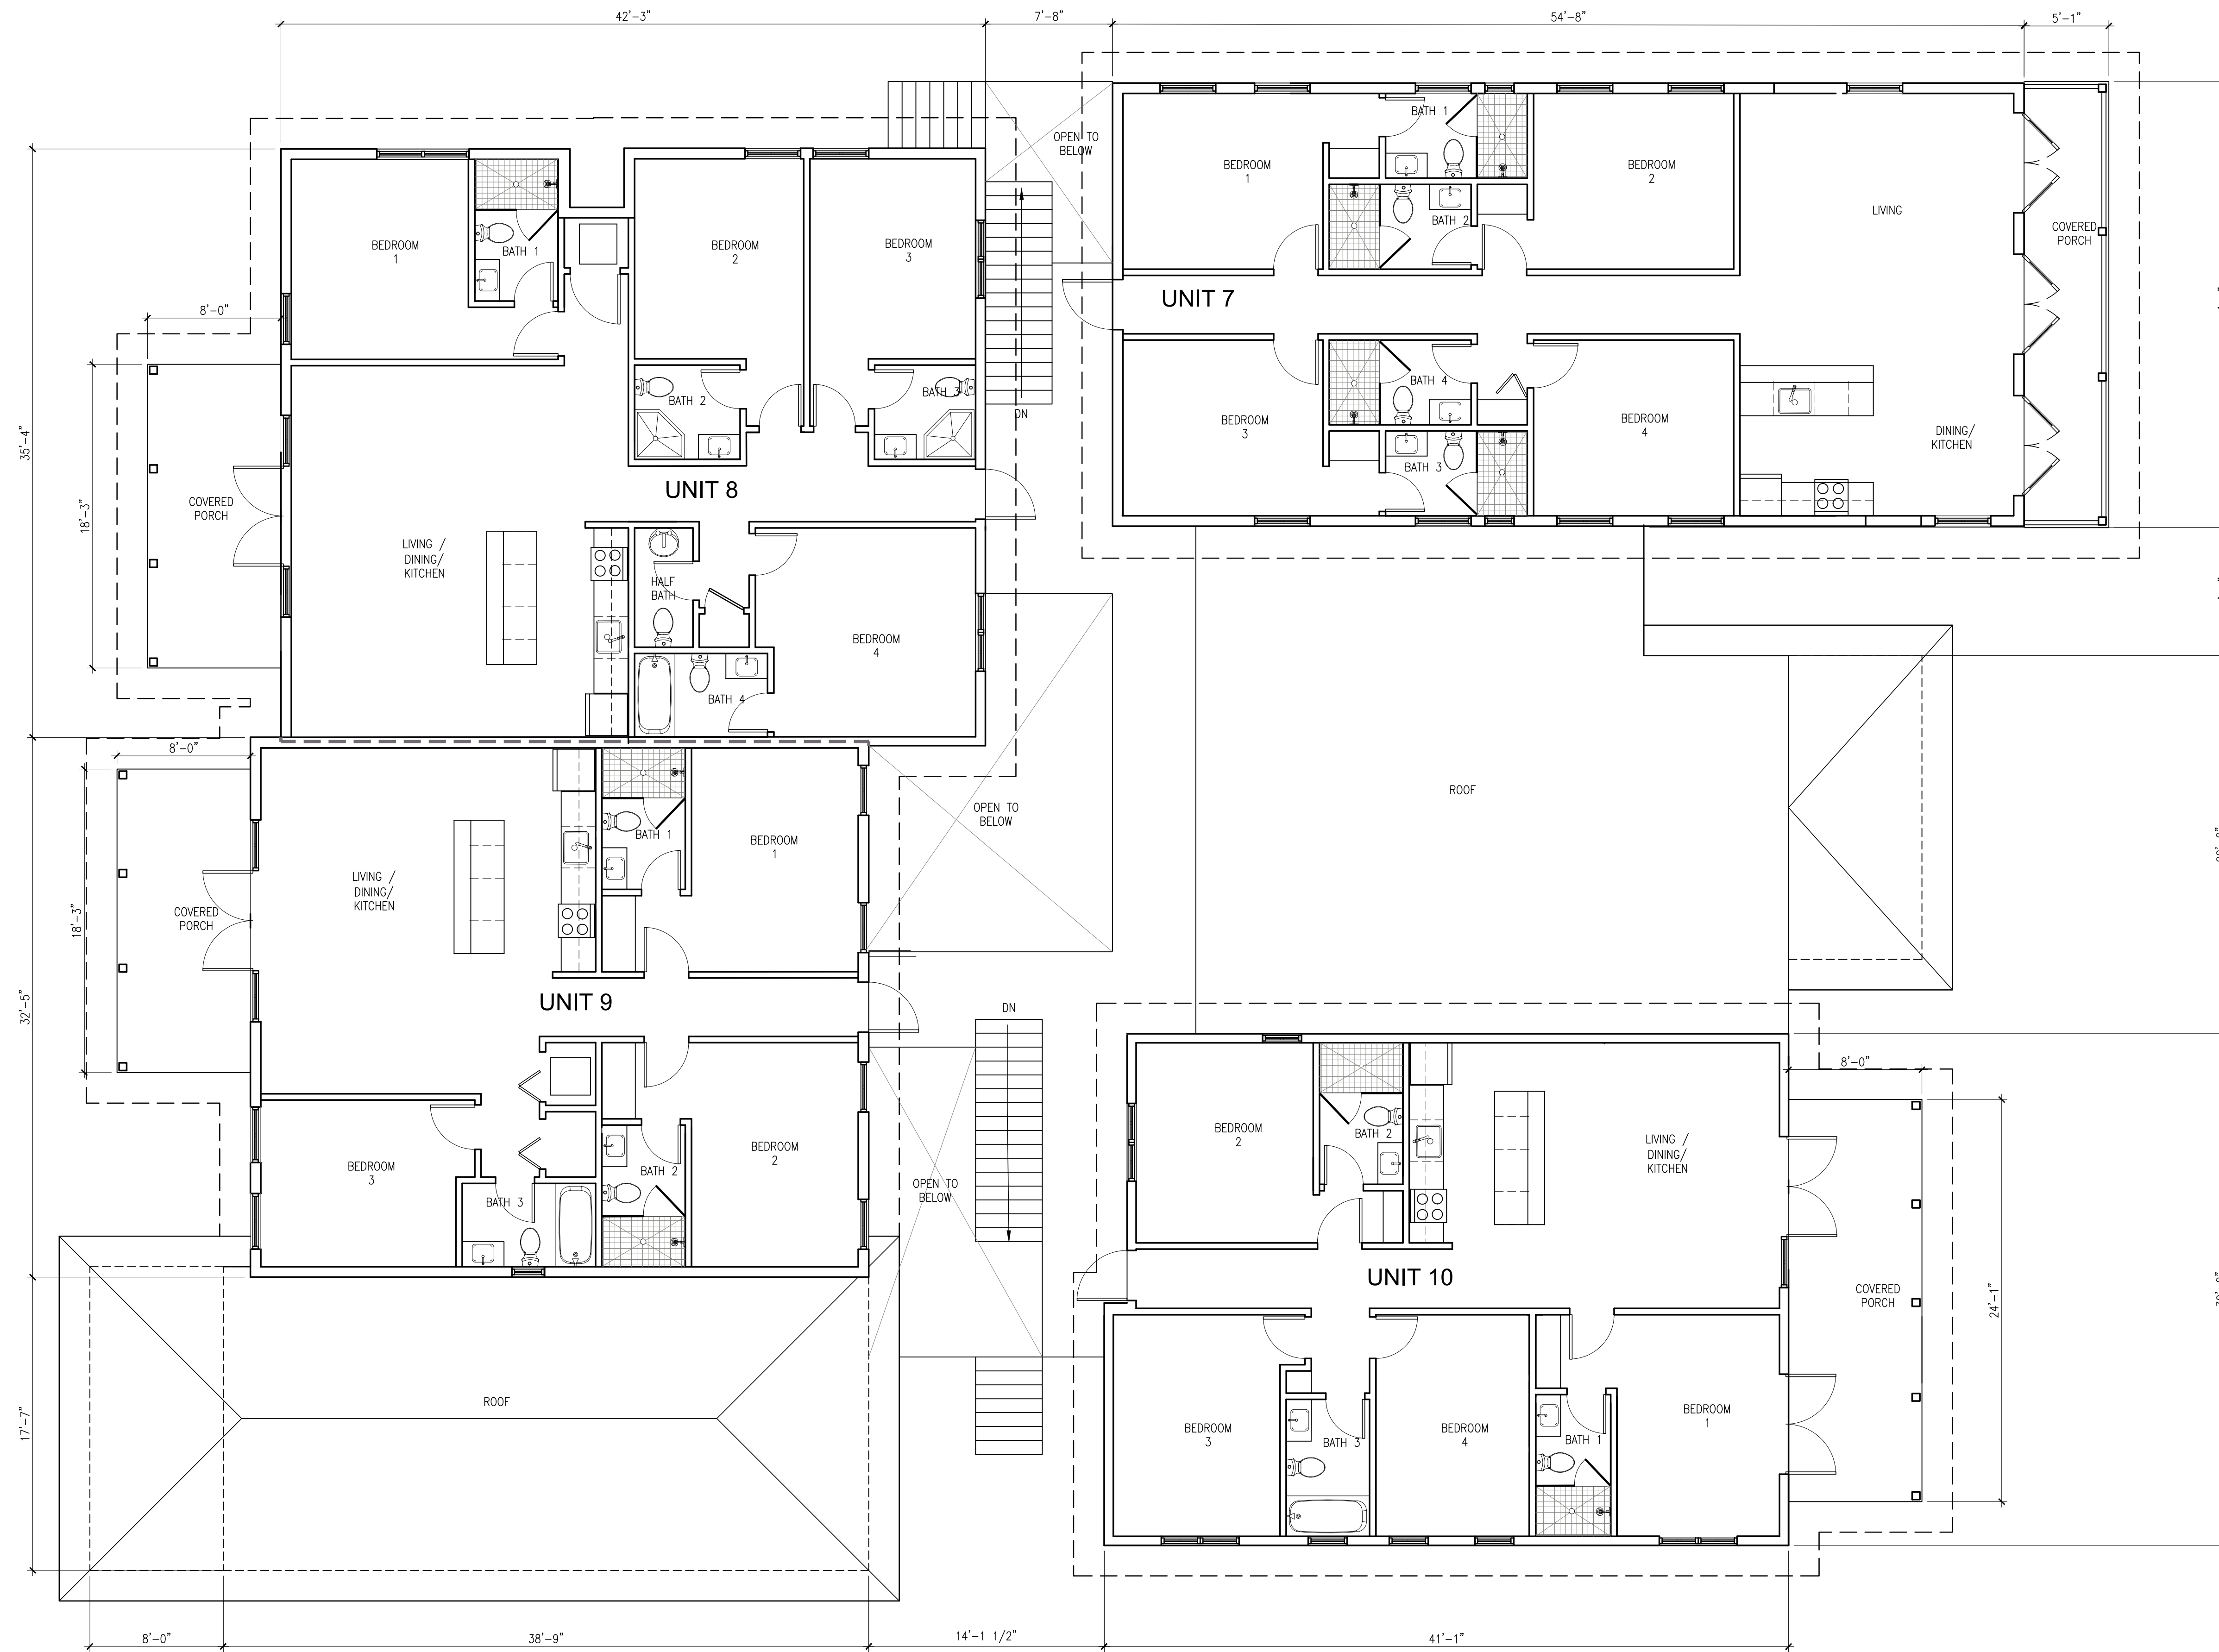 42'-3"
7'-8"
54'-8"
5'-1"
OPEN TO
BELOW
BATH 1
BEDROOM
1
BEDROOM
2
BATH 2
LIVING
COVERED
PORCH
UNIT 7
BATH 4
BEDROOM
3
BEDROOM
4
BATH 3
DINING/
KITCHEN
BEDROOM
1
BATH 1
BEDROOM
2
BEDROOM
3
8'-0"
35'-4"
18'-3"
BATH 2
BATH 3
DN
UNIT 8
COVERED
PORCH
LIVING /
DINING/
KITCHEN
HALF
BATH
BEDROOM
4
BATH 4
8'-0"
OPEN TO
BELOW
ROOF
BATH 1
BEDROOM
1
LIVING /
DINING/
KITCHEN
COVERED
PORCH
18'-3"
32'-5"
UNIT 9
DN
BEDROOM
2
BATH 2
BEDROOM
3
BATH 3
OPEN TO
BELOW
8'-0"
BEDROOM
2
BATH 2
LIVING /
DINING/
KITCHEN
UNIT 10
COVERED
PORCH
24'-1"
BEDROOM
3
BATH 3
BEDROOM
4
BATH 1
BEDROOM
1
ROOF
17'-7"
8'-0"
38'-9"
14'-1 1/2"
41'-1"